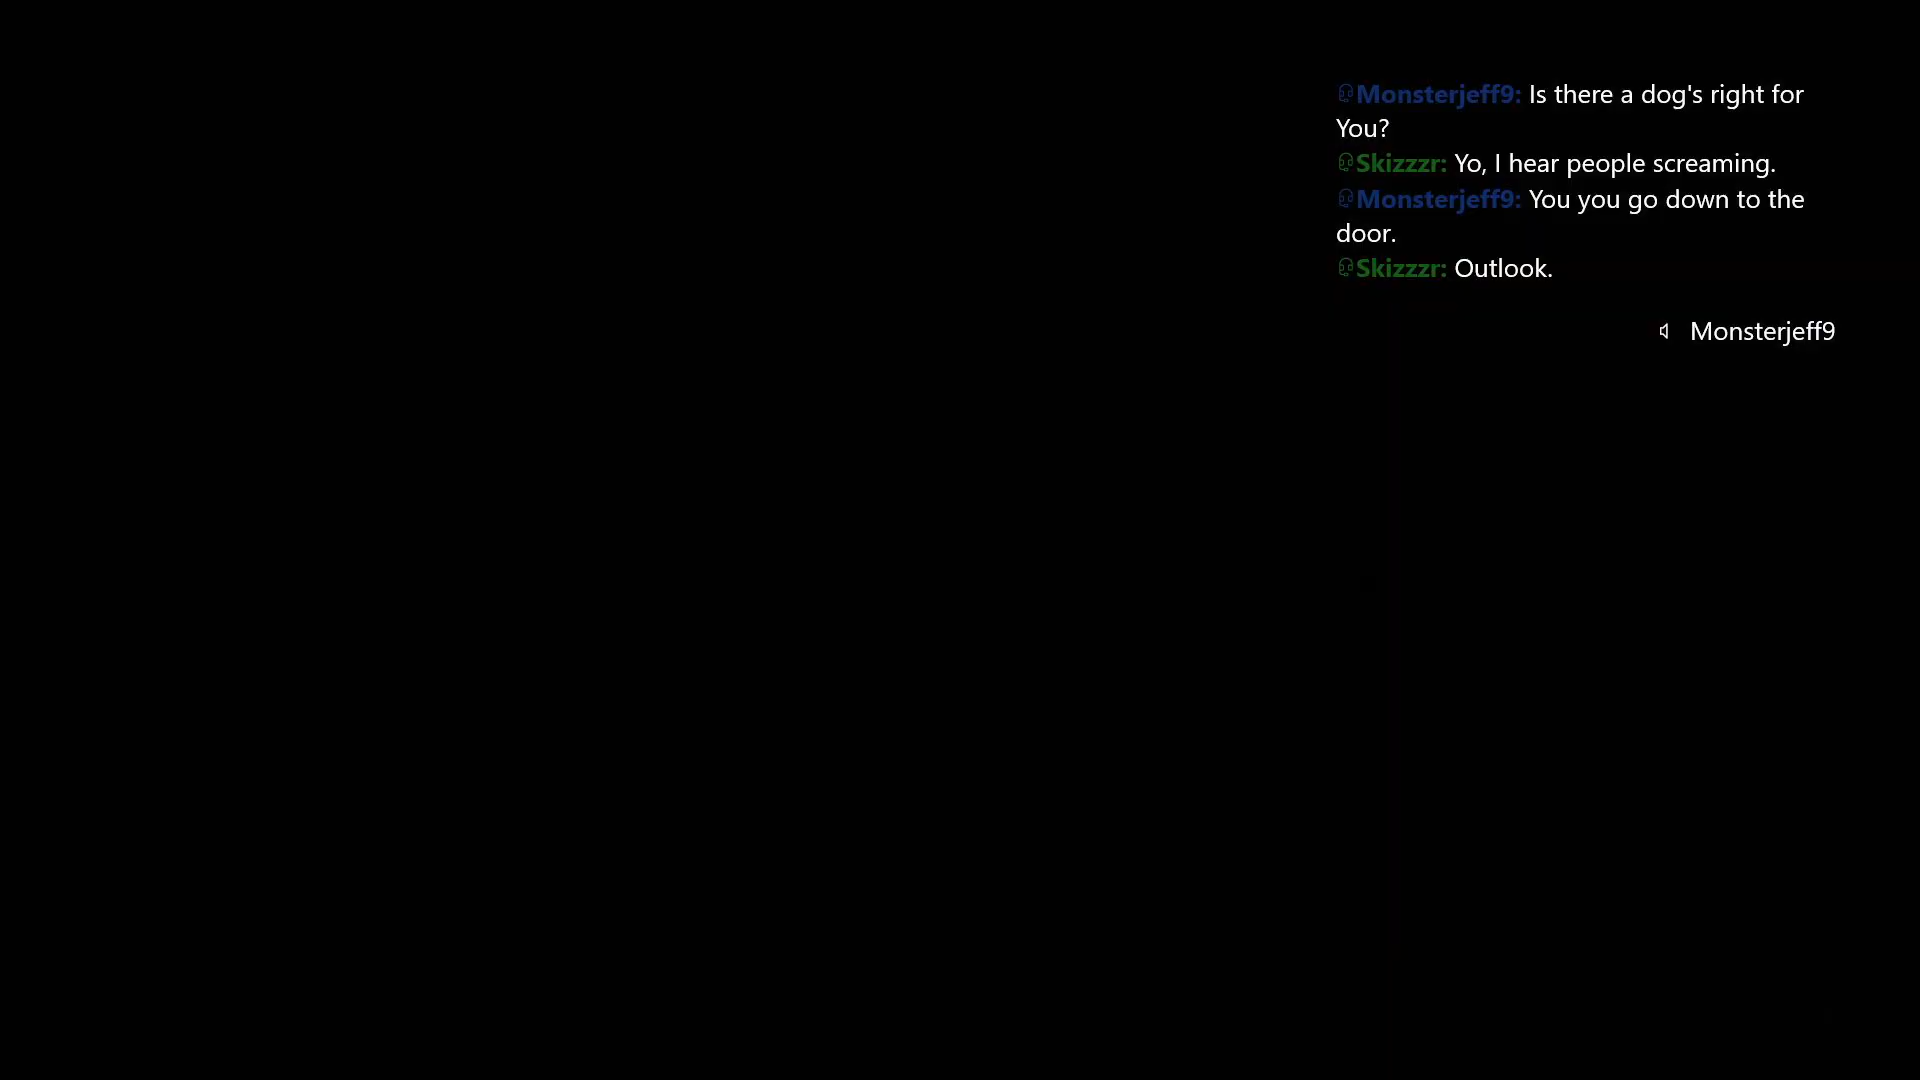 Monsterjeff9: Is there a dog's right for
You?
Skizzzr: Yo, I hear people screaming.
Monsterjeff9: You you go down to the
door.
Skizzzr: Outlook.
Monsterjeff9